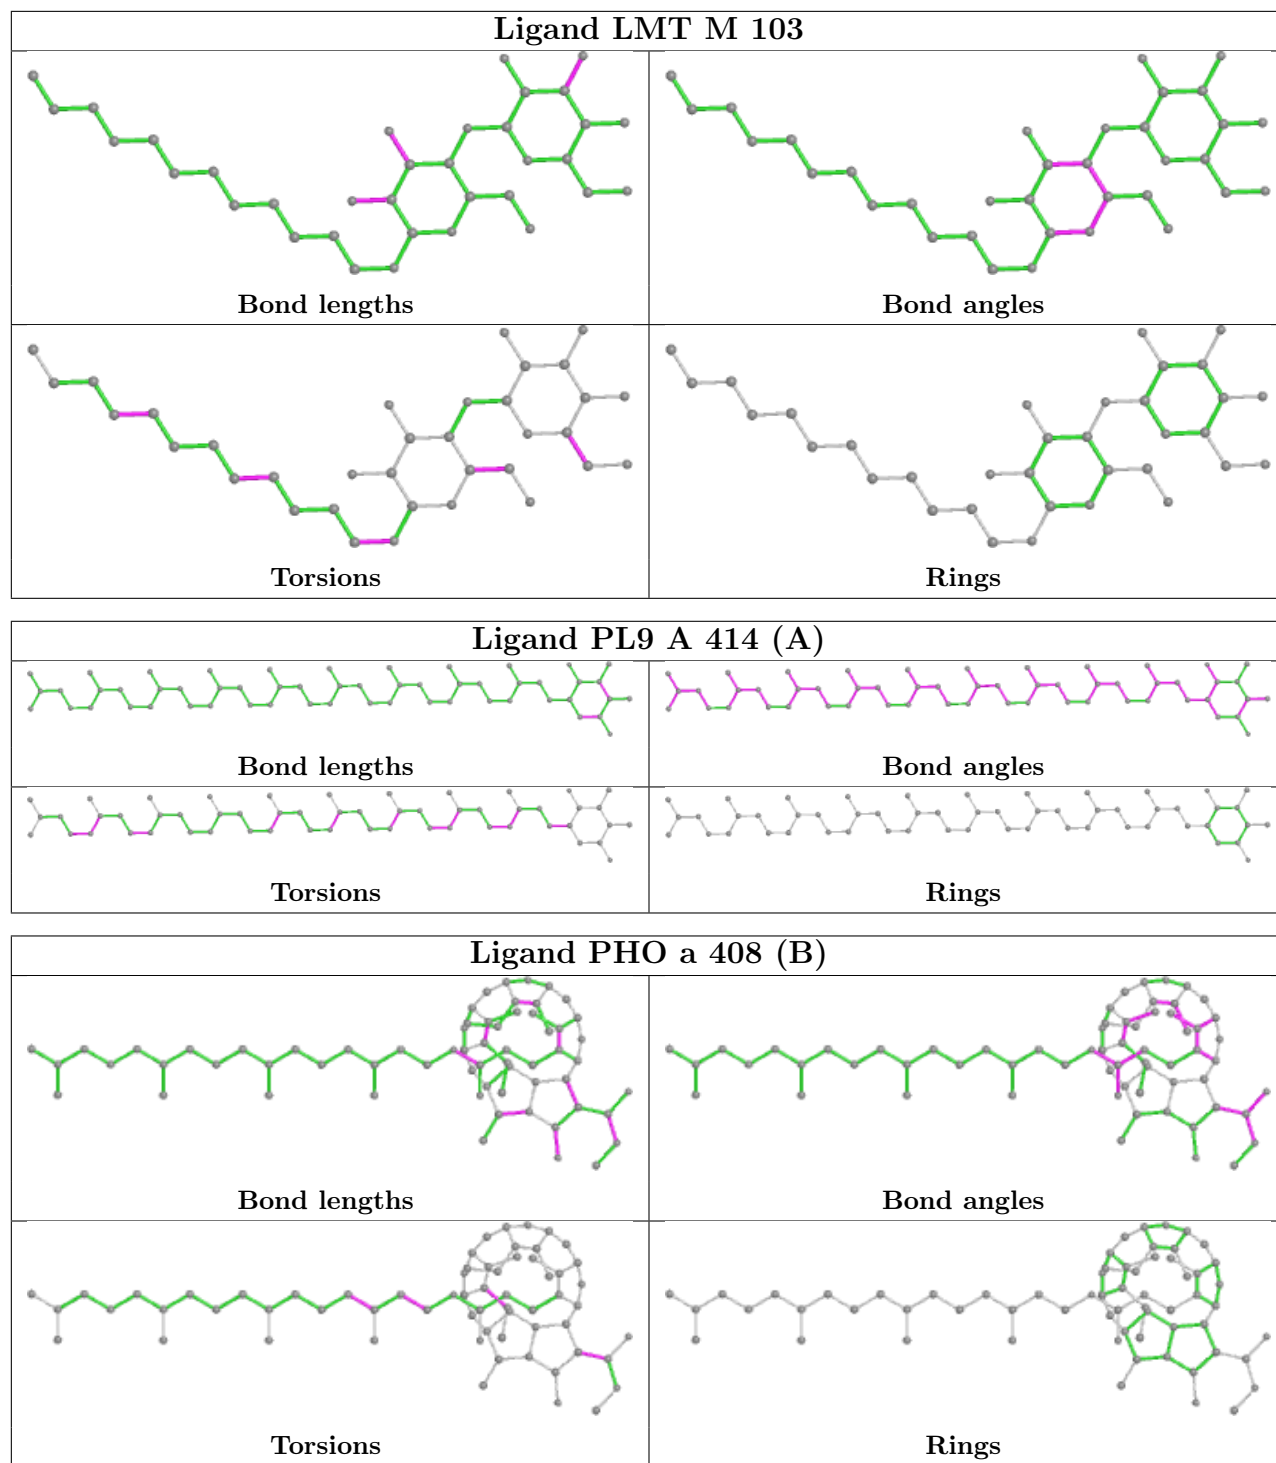 Ligand LMT M 103
Bond lengths
Bond angles
Torsions
Rings
Ligand PL9 A 414 (A)
Bond lengths
Bond angles
Torsions
Rings
Ligand PHO a 408 (B)
Bond lengths
Bond angles
Torsions
Rings